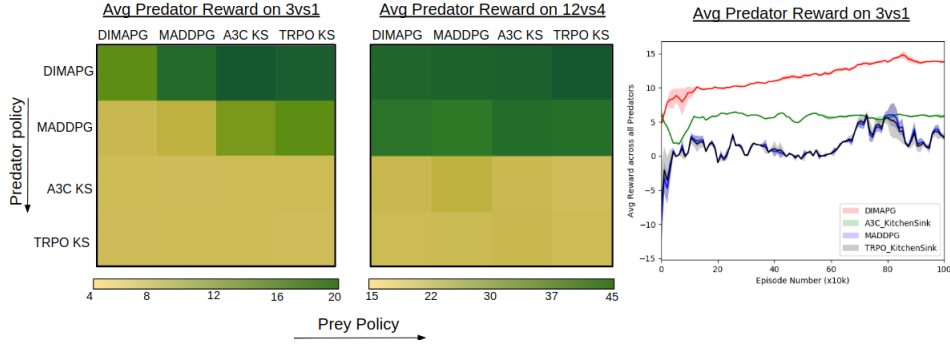 Avg Predator Reward on 3vs1
DIMAPG MADDPG A3C KS TRPO KS
DIMAPG
MADDPG
A3C KS
TRPO KS
Predator policy
4 8 12 16 20
Avg Predator Reward on 12vs4
DIMAPG MADDPG A3C KS TRPO KS
15 22 30 37 45
Prey Policy
Avg Predator Reward on 3vs1
Avg Reward across all Predators
15
10
5
0
−5
−10
−15
DIMAPG
A3C_KitchenSink
MADDPG
TRPO_KitchenSink
0 20 40 60 80 100
Episode Number (x10k)